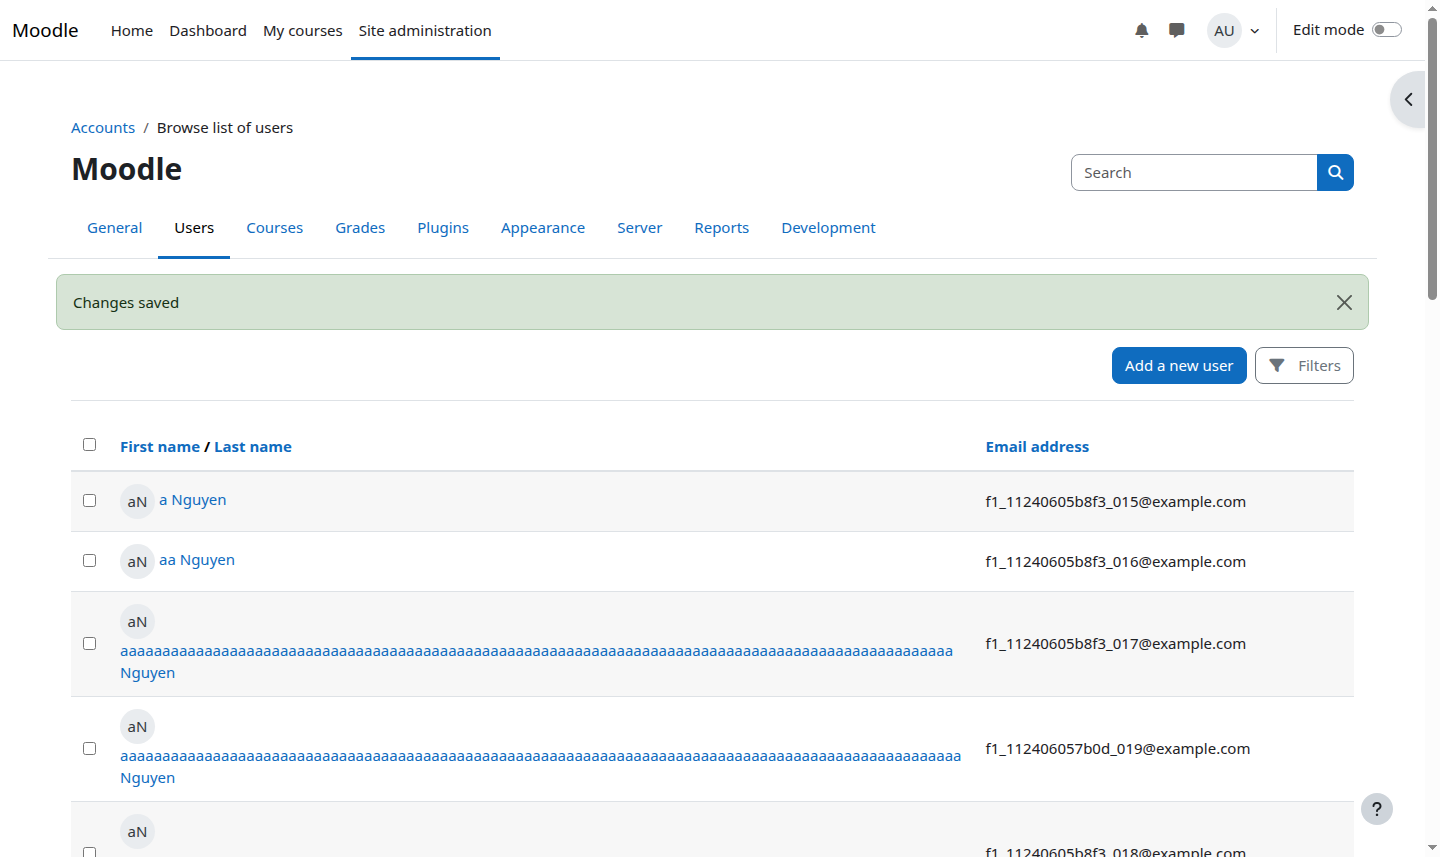 Moodle Home Dashboard My courses Site administration AU Edit mode
Accounts / Browse list of users
Moodle
Search
General Users Courses Grades Plugins Appearance Server Reports Development
Changes saved
Add a new user Filters
First name / Last name Email address
aN a Nguyen f1_11240605b8f3_015@example.com
aN aa Nguyen f1_11240605b8f3_016@example.com
aN
Nguyen
f1_11240605b8f3_017@example.com
aN
Nguyen
f1_112406057b0d_019@example.com
aN
f1_11240605b8f3_018@example.com
?